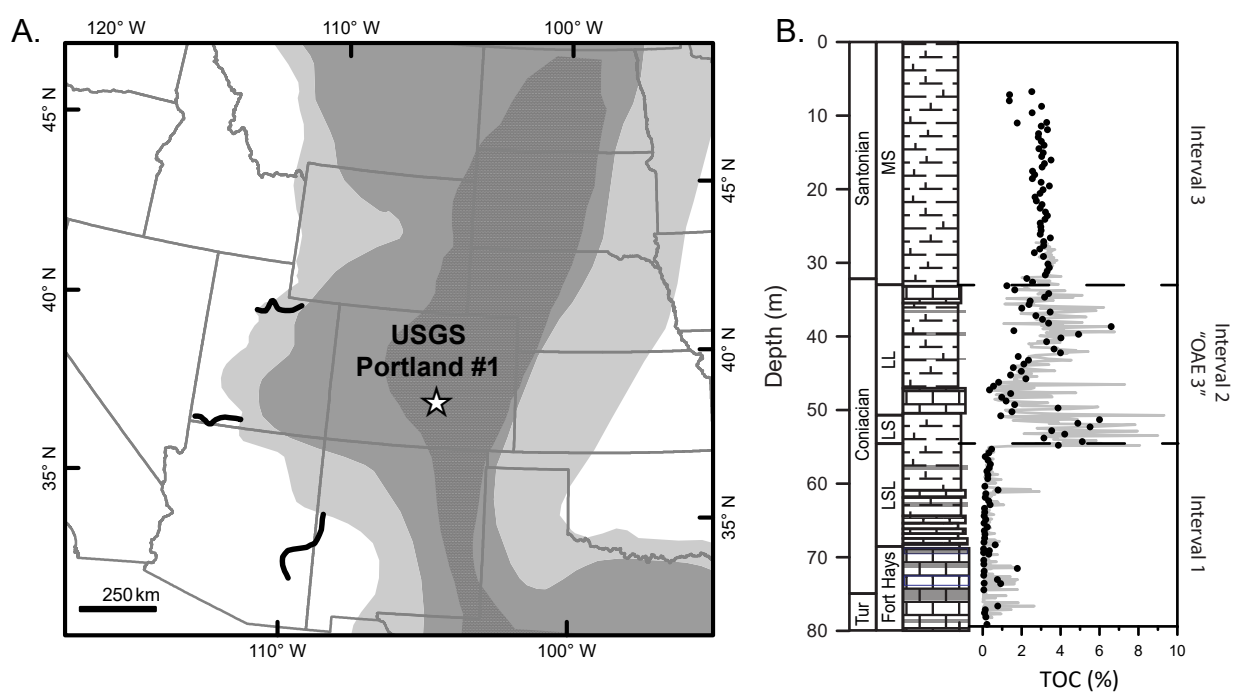 A.
120° W
110° W
100° W
45° N
40° N
35° N
45° N
40° N
35° N
USGS
Portland #1
250 km
110° W
100° W
B.
Depth (m)
0
10
20
30
40
50
60
70
80
Santonian
Coniacian
Tur
MS
LL
LS
LSL
Fort Hays
Interval 3
Interval 2
“OAE 3”
Interval 1
0 2 4 6 8 10
TOC (%)